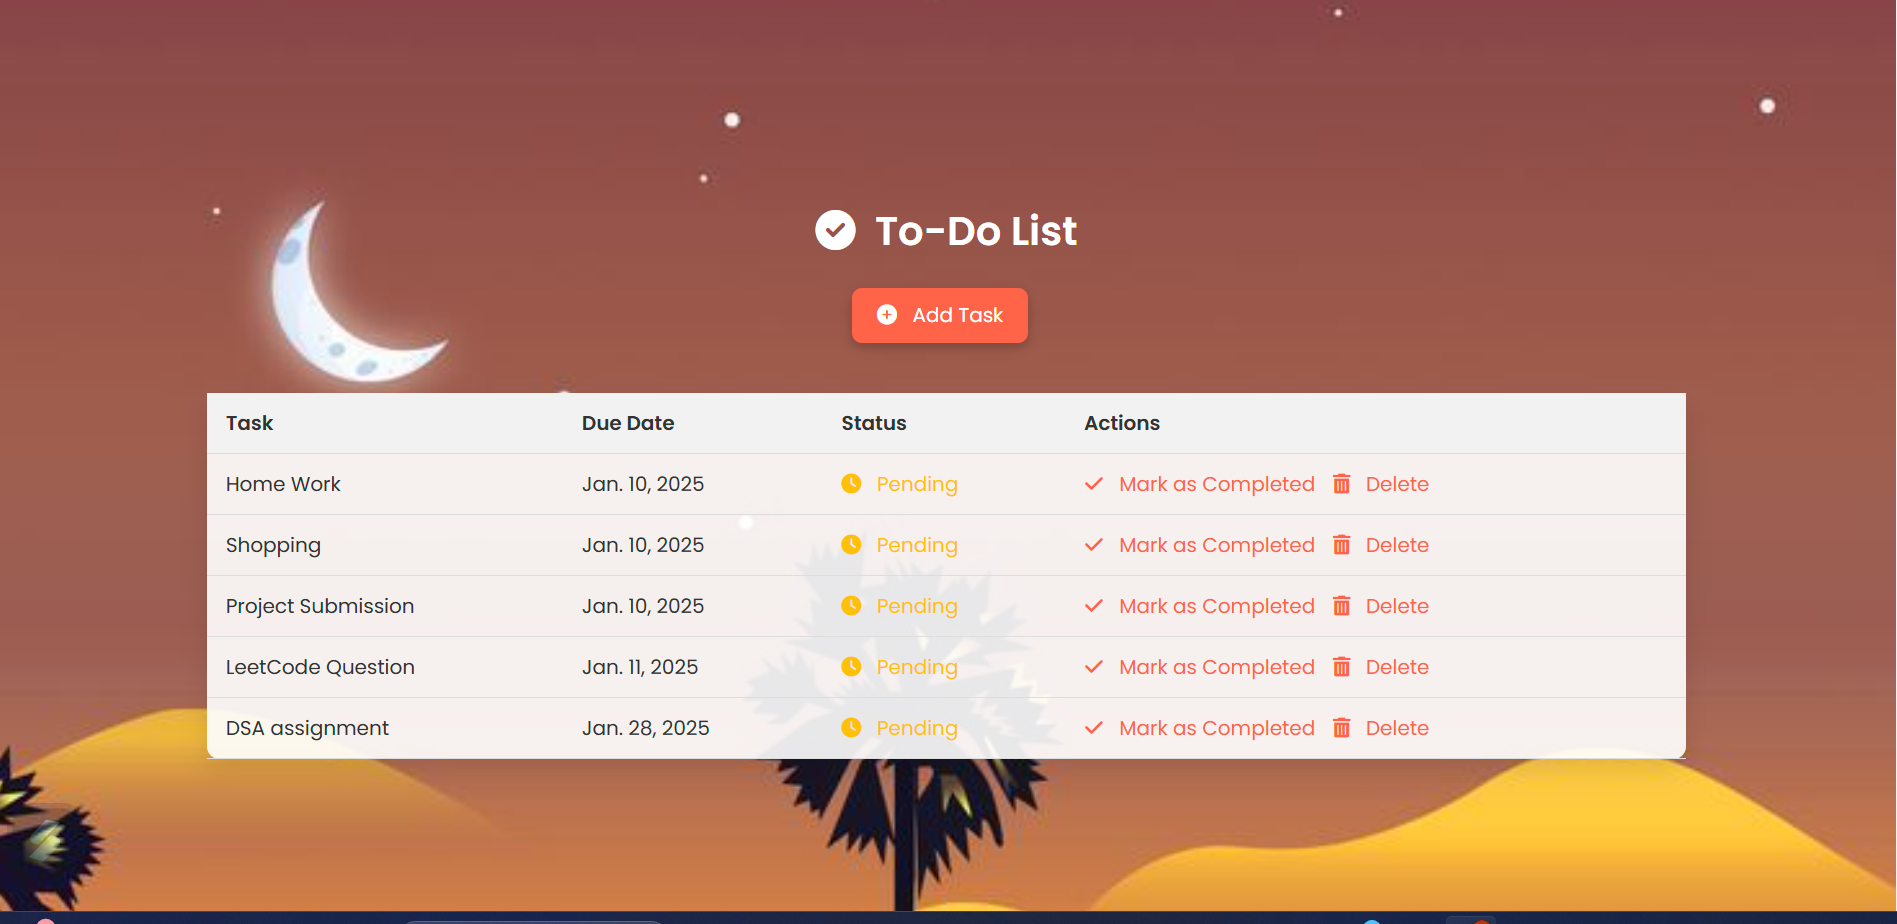 To-Do List
Add Task
Task Due Date Status Actions
Home Work Jan. 10, 2025 Pending Mark as Completed Delete
Shopping Jan. 10, 2025 Pending Mark as Completed Delete
Project Submission Jan. 10, 2025 Pending Mark as Completed Delete
LeetCode Question Jan. 11, 2025 Pending Mark as Completed Delete
DSA assignment Jan. 28, 2025 Pending Mark as Completed Delete